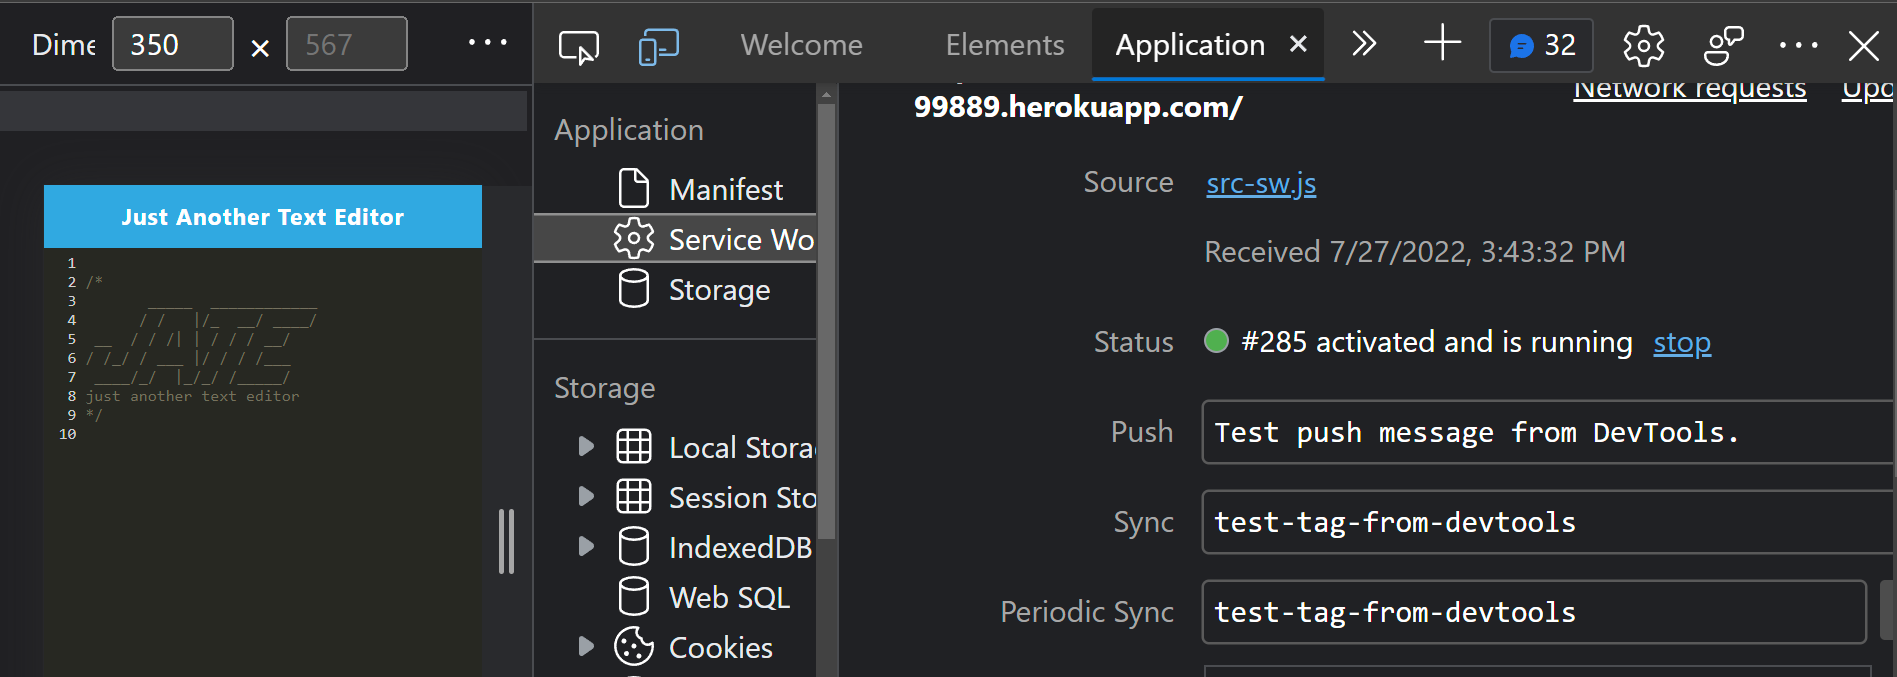 Dime 350 × 567
Welcome Elements Application 32
Just Another Text Editor
1
2 /*
3 _____ ____________
4 / / |/_ __/ ____/
5 __ / / /| | / / / __/
6 / /_/ / ___ |/ / / /___
7 ____/_/ |_/_/ /_____/
8 just another text editor
9 */
10
Application
Manifest
Service Wo
Storage
Storage
Local Stora
Session Sto
IndexedDB
Web SQL
Cookies
99889.herokuapp.com/
Network requests Upd
Source src-sw.js
Received 7/27/2022, 3:43:32 PM
Status #285 activated and is running stop
Push Test push message from DevTools.
Sync test-tag-from-devtools
Periodic Sync test-tag-from-devtools